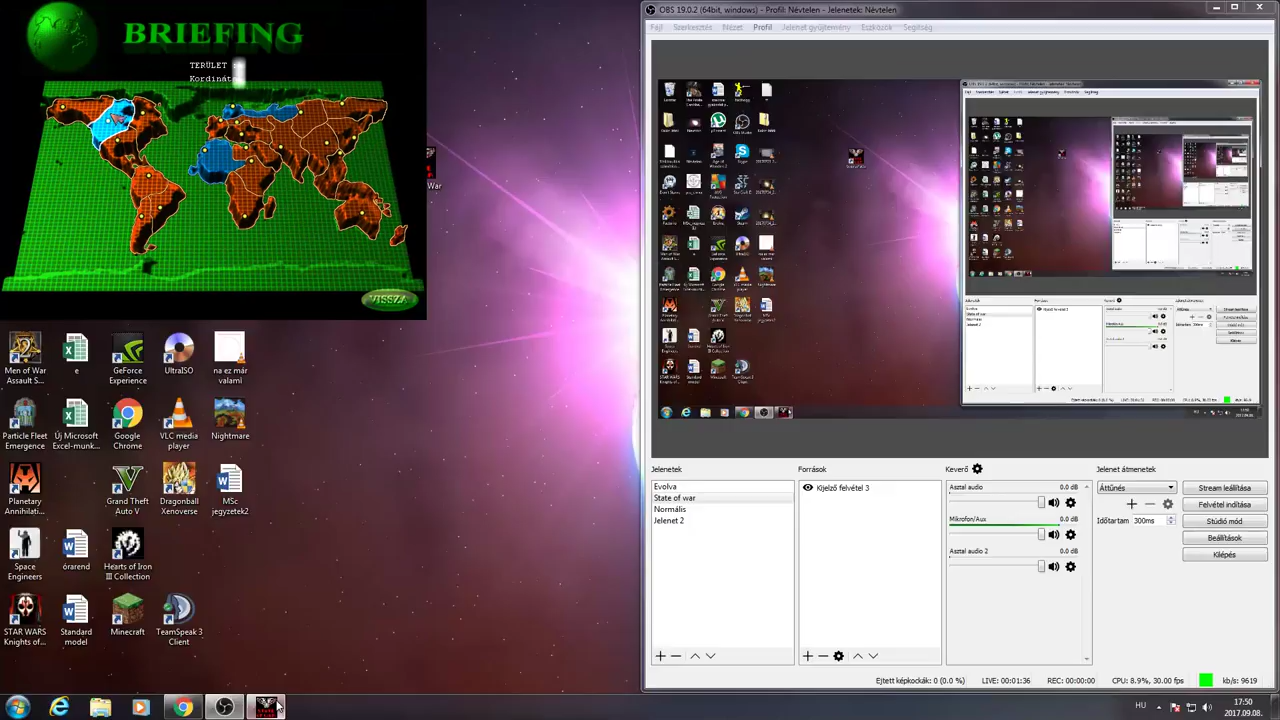 BRIEFING
TERÜLET
Kordináta
VISSZA
War
Men of War Assault S...
e
GeForce Experience
UltraISO
na ez már valami
Particle Fleet Emergence
Új Microsoft Excel-munk...
Google Chrome
VLC media player
Nightmare
Planetary Annihilati...
Grand Theft Auto V
Dragonball Xenoverse
MSc jegyzetek2
Space Engineers
órarend
Hearts of Iron III Collection
STAR WARS Knights of...
Standard model
Minecraft
TeamSpeak 3 Client
OBS 19.0.2 (64bit, windows) - Profil: Névtelen - Jelenetek: Névtelen
Fájl Szerkesztés Nézet Profil Jelenet gyűjtemény Eszközök Segítség
Jelenetek
Evolva
State of war
Normális
Jelenet 2
Források
Kijelző felvétel 3
Keverő
Asztal audio 0.0 dB
Mikrofon/Aux 0.0 dB
Asztal audio 2 0.0 dB
Jelenet átmenetek
Áttűnés
Időtartam 300ms
Stream leállítása
Felvétel indítása
Stúdió mód
Beállítások
Kilépés
Ejtett képkockák: 0 (0.0 %) LIVE: 00:01:36 REC: 00:00:00 CPU: 8.9%, 30.00 fps kb/s: 9619
HU
17:50
2017.09.08.